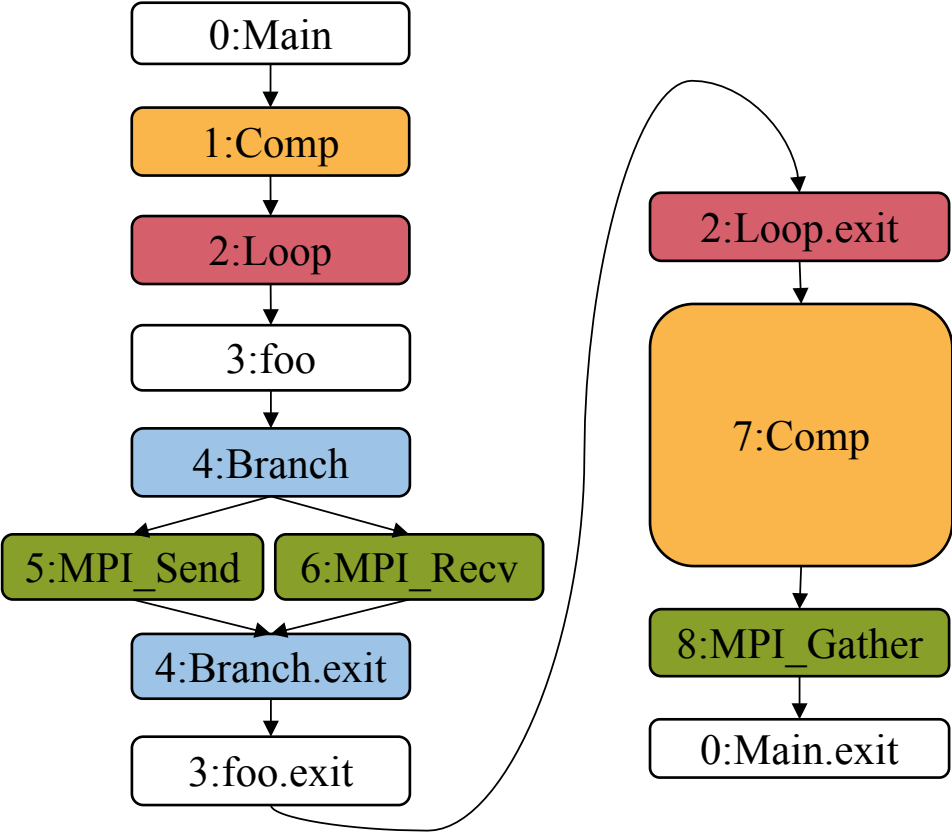 0:Main
1:Comp
2:Loop
3:foo
4:Branch
5:MPI_Send
6:MPI_Recv
4:Branch.exit
3:foo.exit
2:Loop.exit
7:Comp
8:MPI_Gather
0:Main.exit